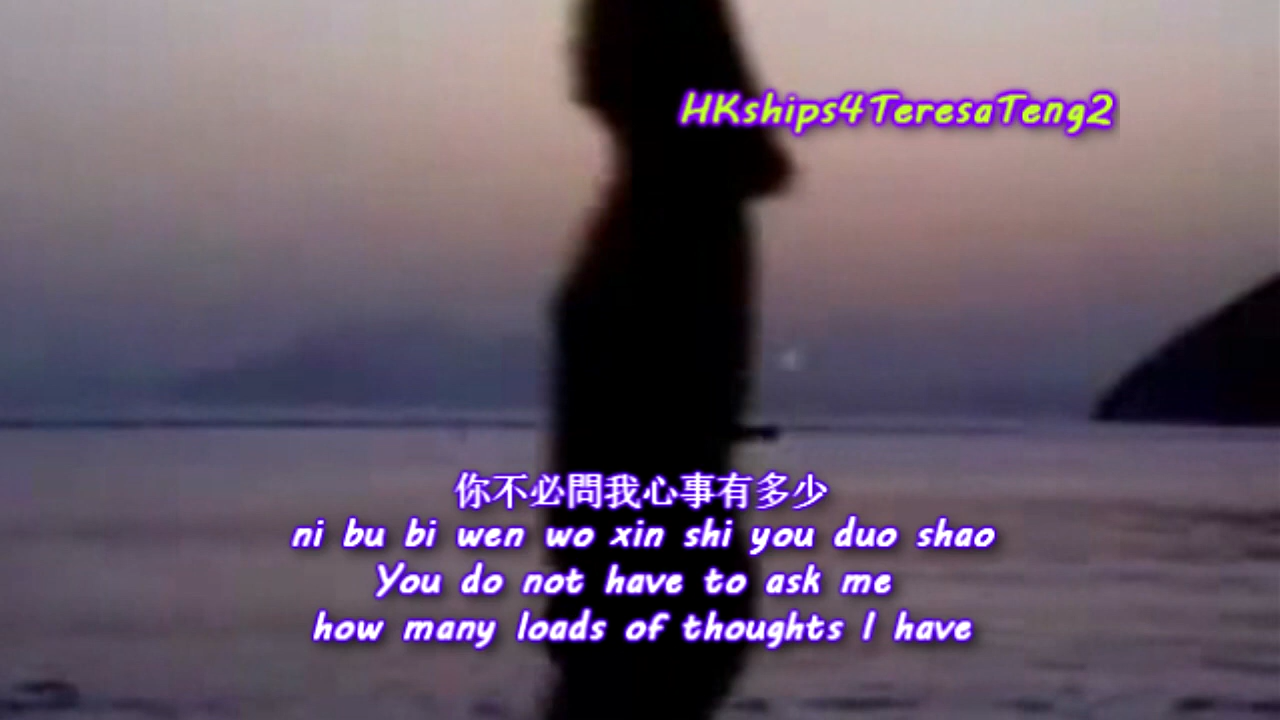 HKships4TeresaTeng2
你不必問我心事有多少
ni bu bi wen wo xin shi you duo shao
You do not have to ask me
how many loads of thoughts I have